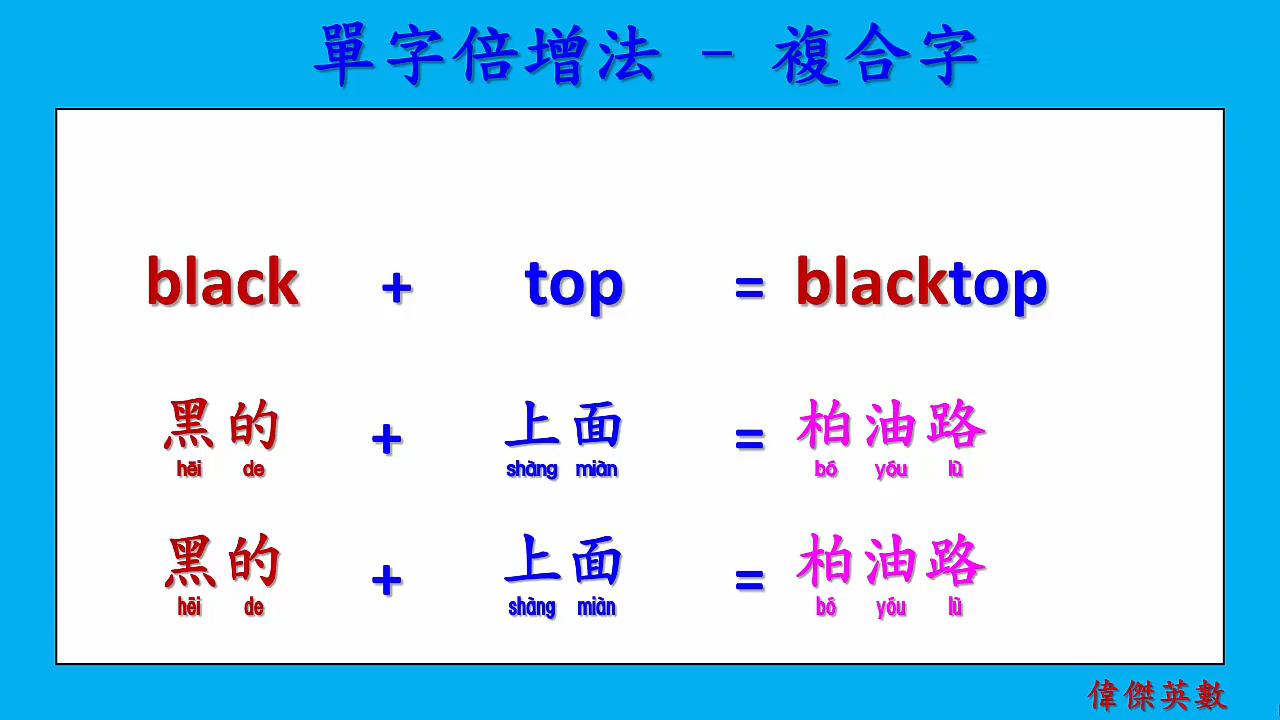 單字倍增法 - 複合字
black + top = blacktop
黑的 + 上面 = 柏油路
hēi de shàng miàn bó yóu lù
黑的 + 上面 = 柏油路
hēi de shàng miàn bó yóu lù
偉傑英數